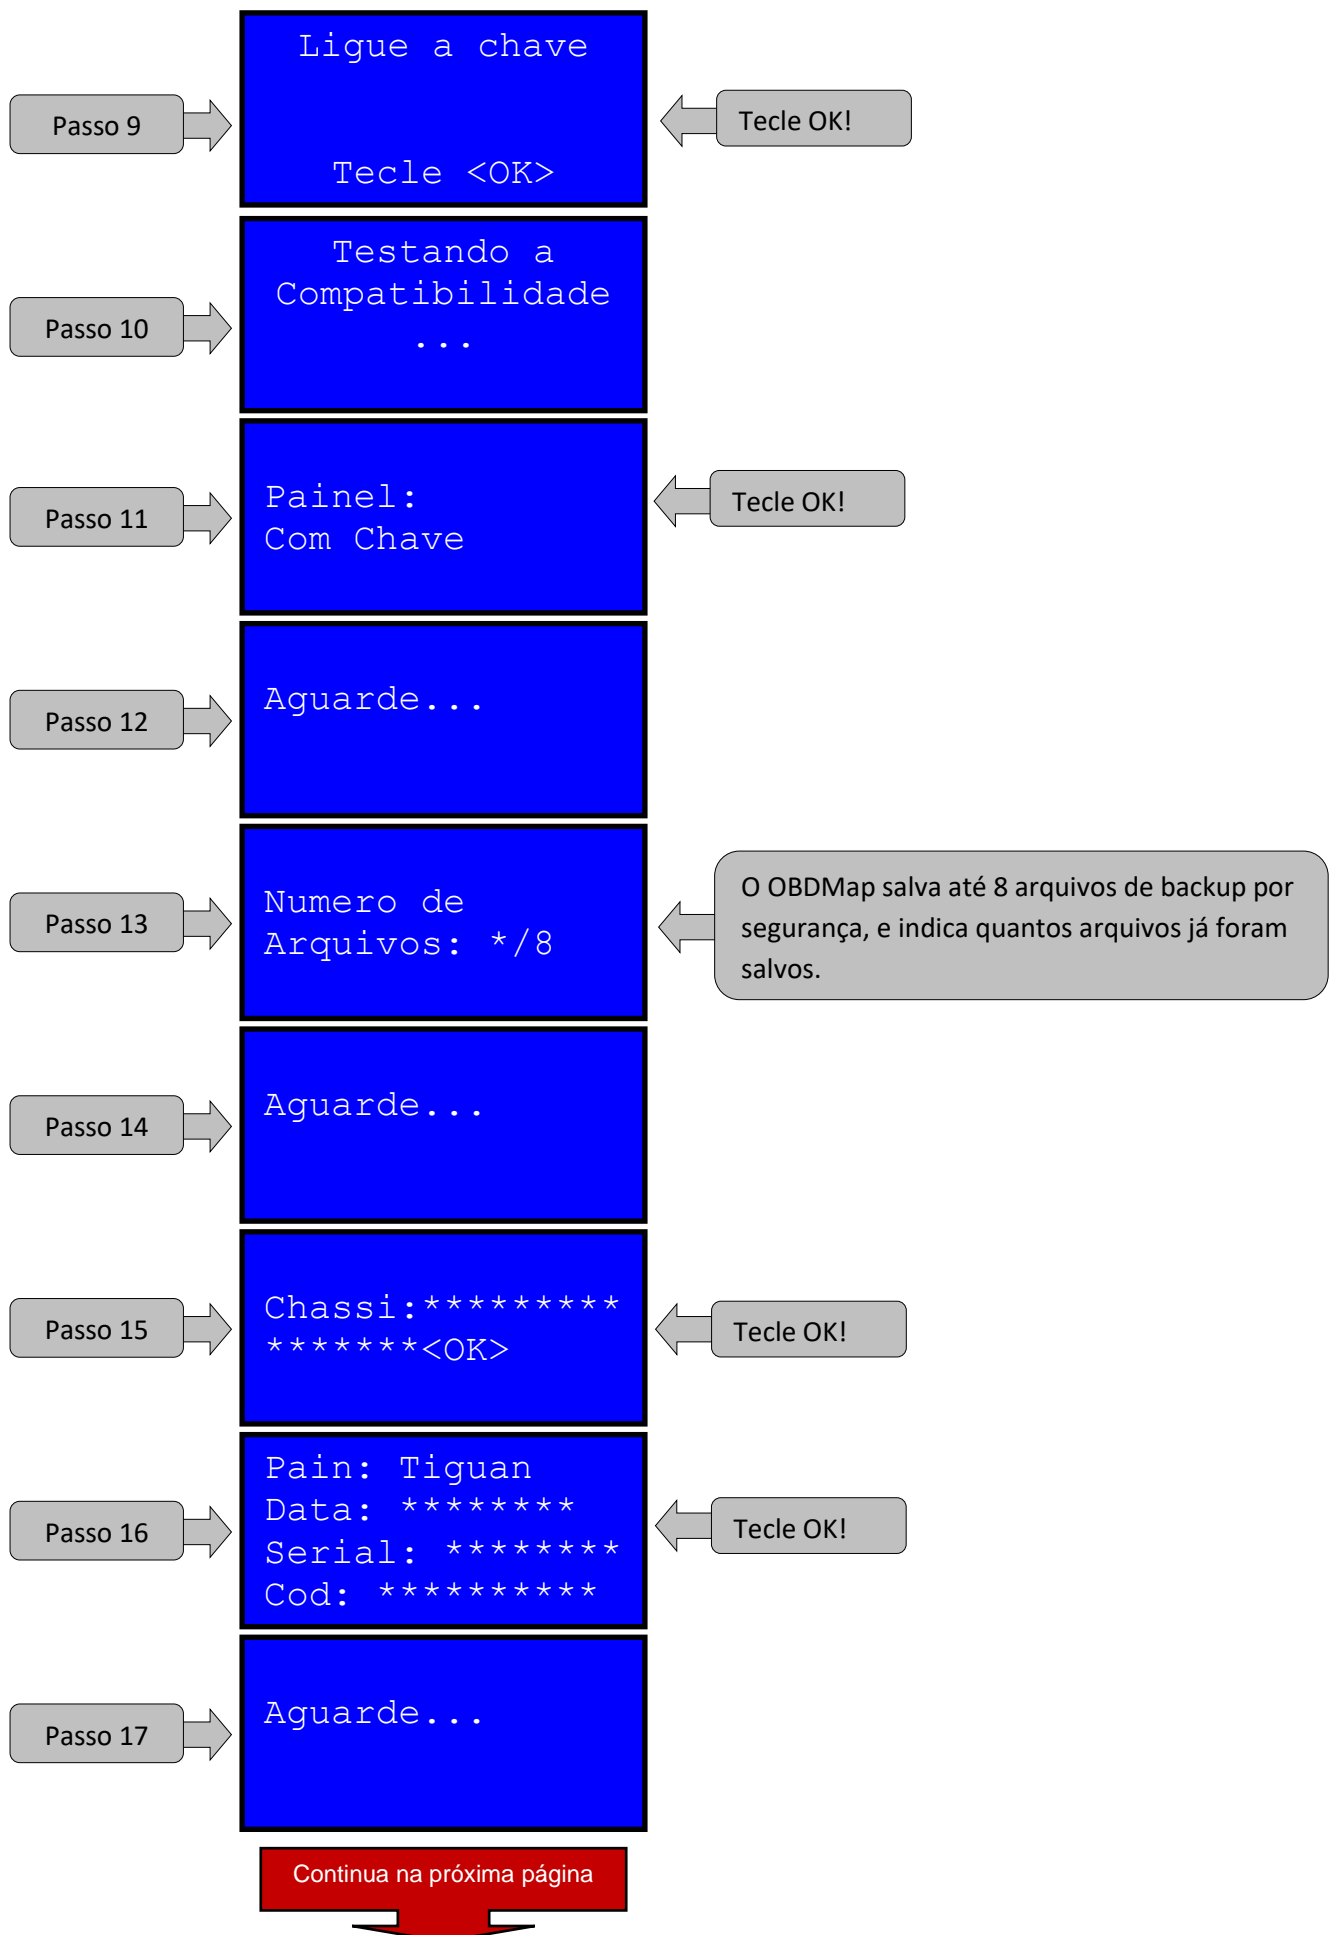 Passo 9
Ligue a chave
Tecle <OK>
Tecle OK!
Passo 10
Testando a
Compatibilidade
...
Passo 11
Painel:
Com Chave
Tecle OK!
Passo 12
Aguarde...
Passo 13
Numero de
Arquivos: */8
O OBDMap salva até 8 arquivos de backup por
segurança, e indica quantos arquivos já foram
salvos.
Passo 14
Aguarde...
Passo 15
Chassi:*********
*******<OK>
Tecle OK!
Passo 16
Pain: Tiguan
Data: ********
Serial: ********
Cod: **********
Tecle OK!
Passo 17
Aguarde...
Continua na próxima página